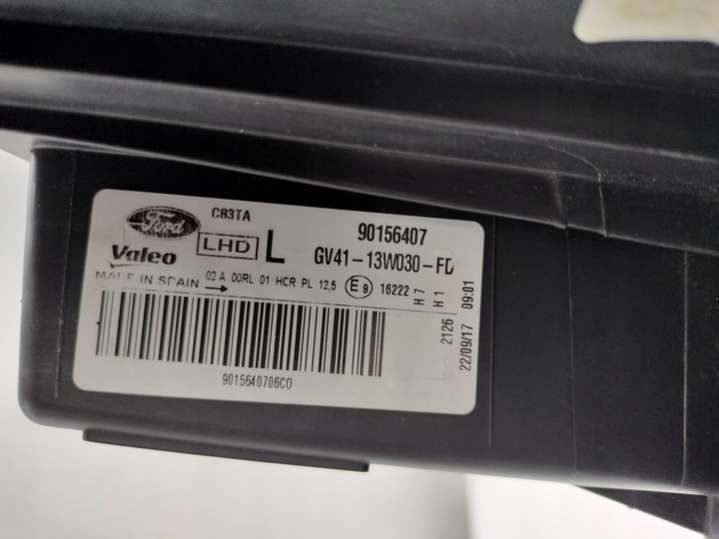 C83TA
Ford
LHD L
90156407
Valeo
GV41-13W030-FD
MADE IN SPAIN
02 A 00RL 01 HCR PL 12,5 E9 16222
H7
H1
2126
22/09/17 09:01
9015640706C0